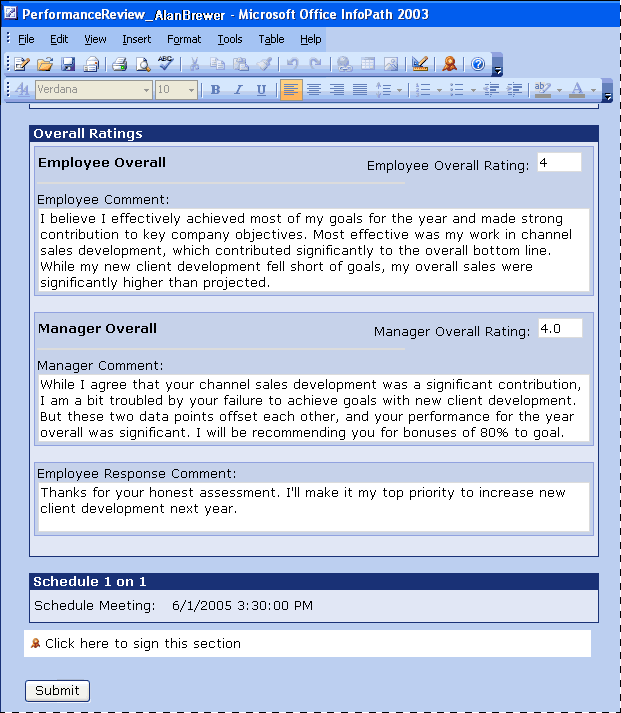 PerformanceReview_AlanBrewer - Microsoft Office InfoPath 2003
File Edit View Insert Format Tools Table Help
Verdana 10 B I U
Overall Ratings
Employee Overall Employee Overall Rating: 4
Employee Comment:
I believe I effectively achieved most of my goals for the year and made strong
contribution to key company objectives. Most effective was my work in channel
sales development, which contributed significantly to the overall bottom line.
While my new client development fell short of goals, my overall sales were
significantly higher than projected.
Manager Overall Manager Overall Rating: 4.0
Manager Comment:
While I agree that your channel sales development was a significant contribution,
I am a bit troubled by your failure to achieve goals with new client development.
But these two data points offset each other, and your performance for the year
overall was significant. I will be recommending you for bonuses of 80% to goal.
Employee Response Comment:
Thanks for your honest assessment. I'll make it my top priority to increase new
client development next year.
Schedule 1 on 1
Schedule Meeting: 6/1/2005 3:30:00 PM
Click here to sign this section
Submit